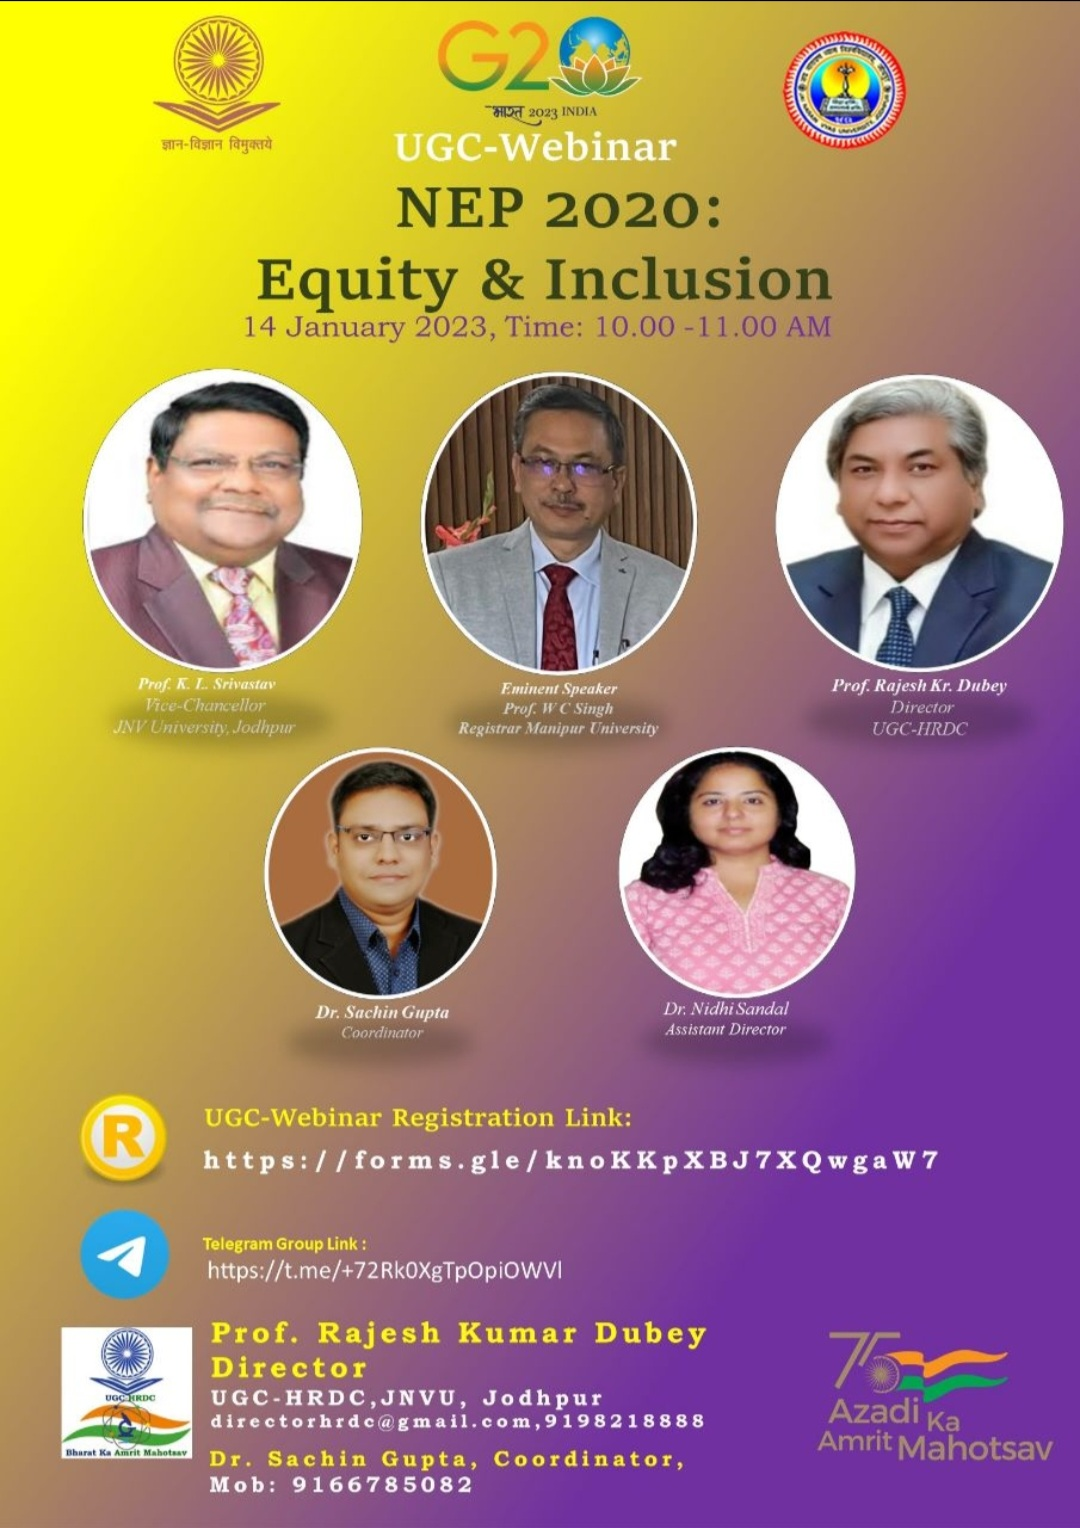 ज्ञान-विज्ञान विमुक्तये
G20
भारत 2023 INDIA
UGC-Webinar
NEP 2020:
Equity & Inclusion
14 January 2023, Time: 10.00 -11.00 AM
Prof. K. L. Srivastav
Vice-Chancellor
JNV University, Jodhpur
Eminent Speaker
Prof. W C Singh
Registrar Manipur University
Prof. Rajesh Kr. Dubey
Director
UGC-HRDC
Dr. Sachin Gupta
Coordinator
Dr. Nidhi Sandal
Assistant Director
R
UGC-Webinar Registration Link:
https://forms.gle/knoKKpXBJ7XQwgaW7
Telegram Group Link :
https://t.me/+72Rk0XgTpOpiOWVl
Prof. Rajesh Kumar Dubey
Director
UGC-HRDC,JNVU, Jodhpur
directorhrdc@gmail.com,9198218888
Dr. Sachin Gupta, Coordinator,
Mob: 9166785082
UGC HRDC
Bharat Ka Amrit Mahotsav
75
Azadi Ka
Amrit Mahotsav